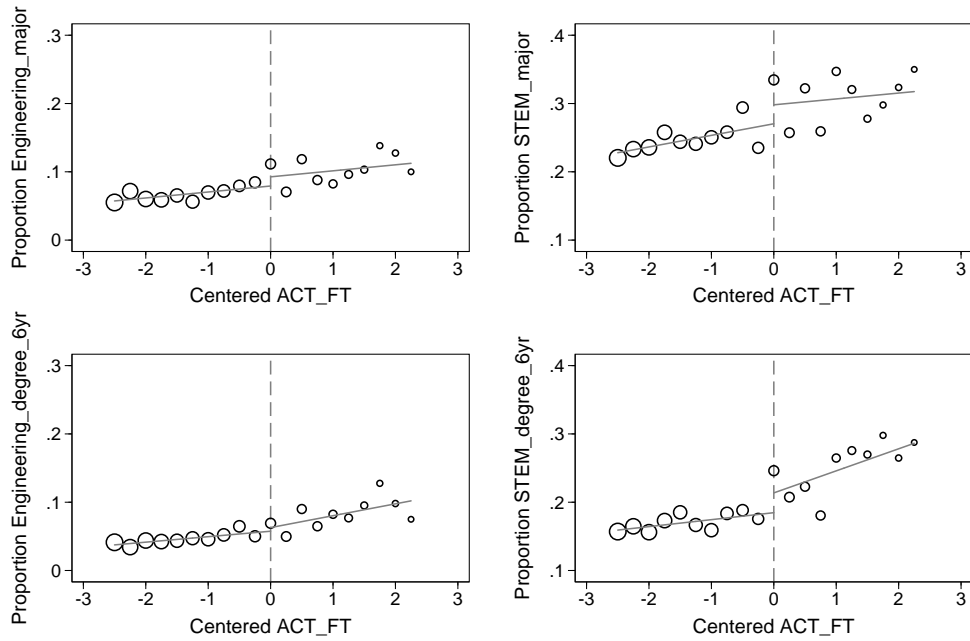 Proportion Engineering_major
.3
.2
.1
0
-3 -2 -1 0 1 2 3
Centered ACT_FT
Proportion STEM_major
.4
.3
.2
.1
-3 -2 -1 0 1 2 3
Centered ACT_FT
Proportion Engineering_degree_6yr
.3
.2
.1
0
-3 -2 -1 0 1 2 3
Centered ACT_FT
Proportion STEM_degree_6yr
.4
.3
.2
.1
-3 -2 -1 0 1 2 3
Centered ACT_FT